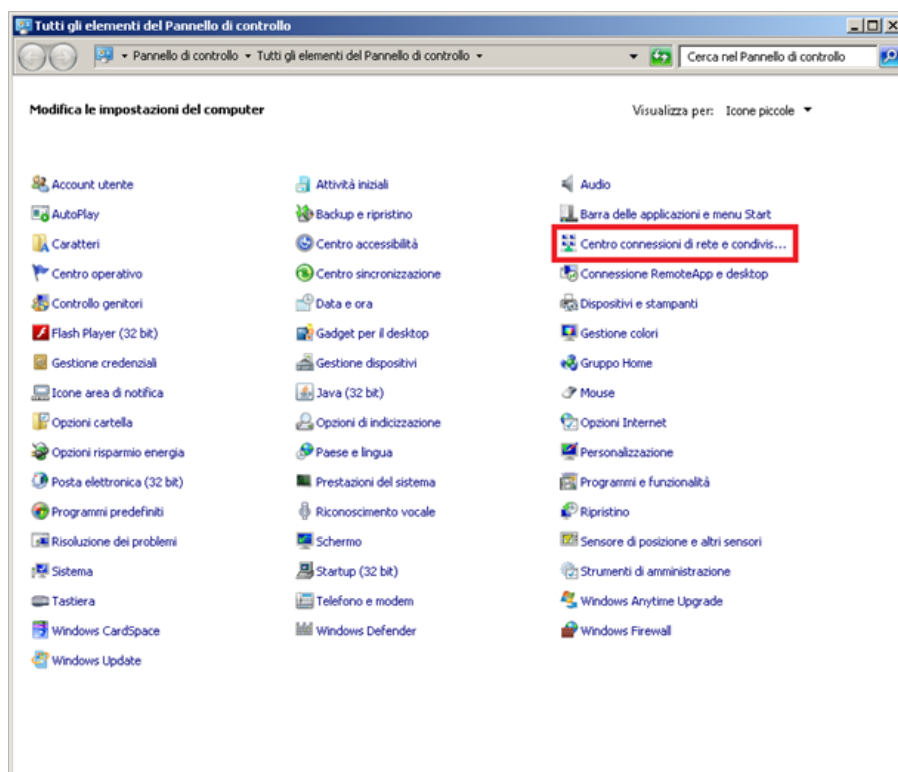 Tutti gli elementi del Pannello di controllo
Pannello di controllo Tutti gli elementi del Pannello di controllo Cerca nel Pannello di controllo
Modifica le impostazioni del computer Visualizza per: Icone piccole
Account utente Attività iniziali Audio
AutoPlay Backup e ripristino Barra delle applicazioni e menu Start
Caratteri Centro accessibilità Centro connessioni di rete e condivis...
Centro operativo Centro sincronizzazione Connessione RemoteApp e desktop
Controllo genitori Data e ora Dispositivi e stampanti
Flash Player (32 bit) Gadget per il desktop Gestione colori
Gestione credenziali Gestione dispositivi Gruppo Home
Icone area di notifica Java (32 bit) Mouse
Opzioni cartella Opzioni di indicizzazione Opzioni Internet
Opzioni risparmio energia Paese e lingua Personalizzazione
Posta elettronica (32 bit) Prestazioni del sistema Programmi e funzionalità
Programmi predefiniti Riconoscimento vocale Ripristino
Risoluzione dei problemi Schermo Sensore di posizione e altri sensori
Sistema Startup (32 bit) Strumenti di amministrazione
Tastiera Telefono e modem Windows Anytime Upgrade
Windows CardSpace Windows Defender Windows Firewall
Windows Update